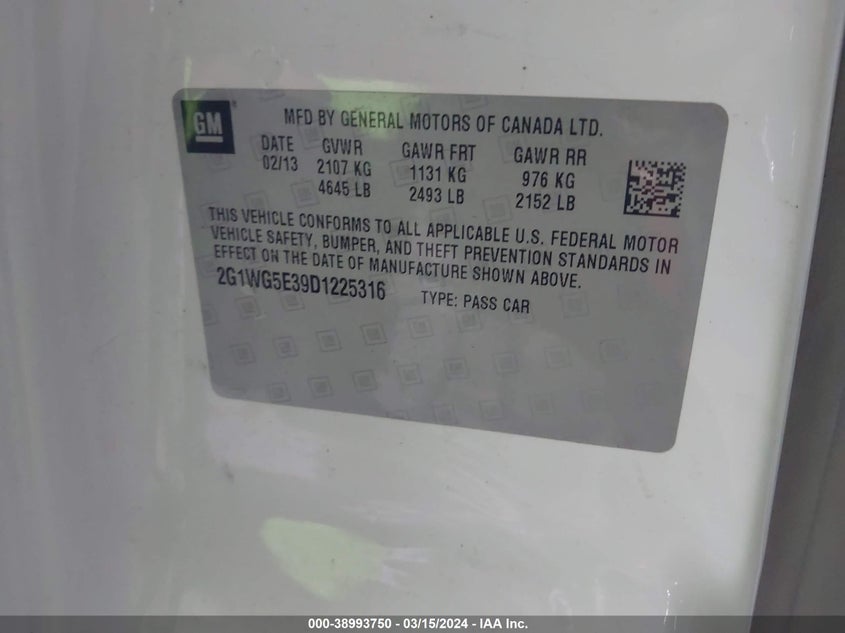 GM®
MFD BY GENERAL MOTORS OF CANADA LTD.
DATE GVWR GAWR FRT GAWR RR
02/13 2107 KG 1131 KG 976 KG
4645 LB 2493 LB 2152 LB
THIS VEHICLE CONFORMS TO ALL APPLICABLE U.S. FEDERAL MOTOR
VEHICLE SAFETY, BUMPER, AND THEFT PREVENTION STANDARDS IN
EFFECT ON THE DATE OF MANUFACTURE SHOWN ABOVE.
2G1WG5E39D1225316 TYPE: PASS CAR
000-38993750 - 03/15/2024 - IAA Inc.